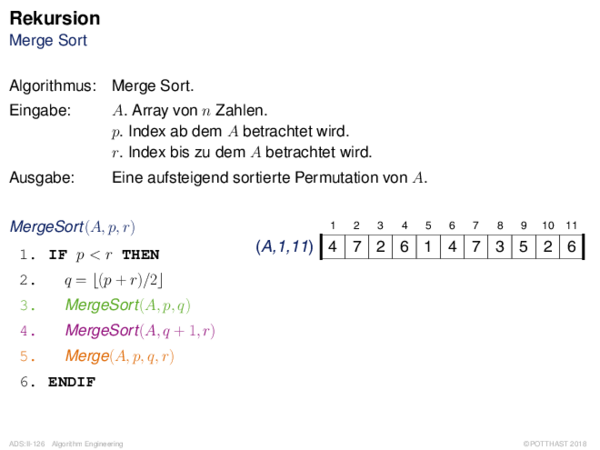 Rekursion
Merge Sort
Algorithmus: Merge Sort.
Eingabe: A. Array von n Zahlen.
p. Index ab dem A betrachtet wird.
r. Index bis zu dem A betrachtet wird.
Ausgabe: Eine aufsteigend sortierte Permutation von A.
MergeSort(A, p, r)
1. IF p < r THEN
2. q = ⌊(p + r)/2⌋
3. MergeSort(A, p, q)
4. MergeSort(A, q + 1, r)
5. Merge(A, p, q, r)
6. ENDIF
1 2 3 4 5 6 7 8 9 10 11
(A,1,11) 4 7 2 6 1 4 7 3 5 2 6
ADS:II-126 Algorithm Engineering
© POTTHAST 2018